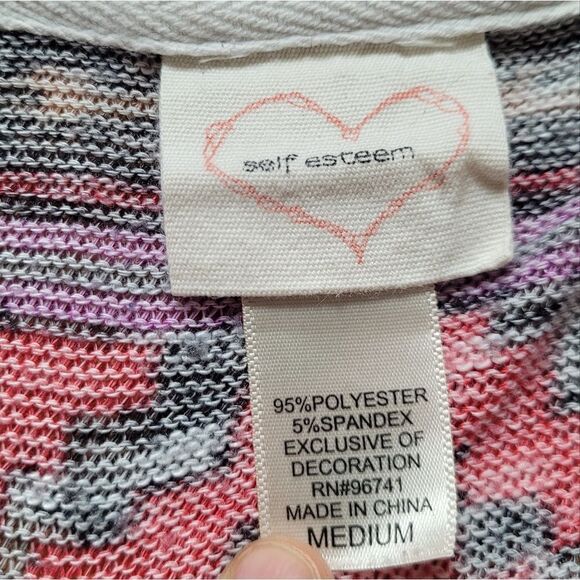 self esteem
95%POLYESTER
5%SPANDEX
EXCLUSIVE OF
DECORATION
RN#96741
MADE IN CHINA
MEDIUM